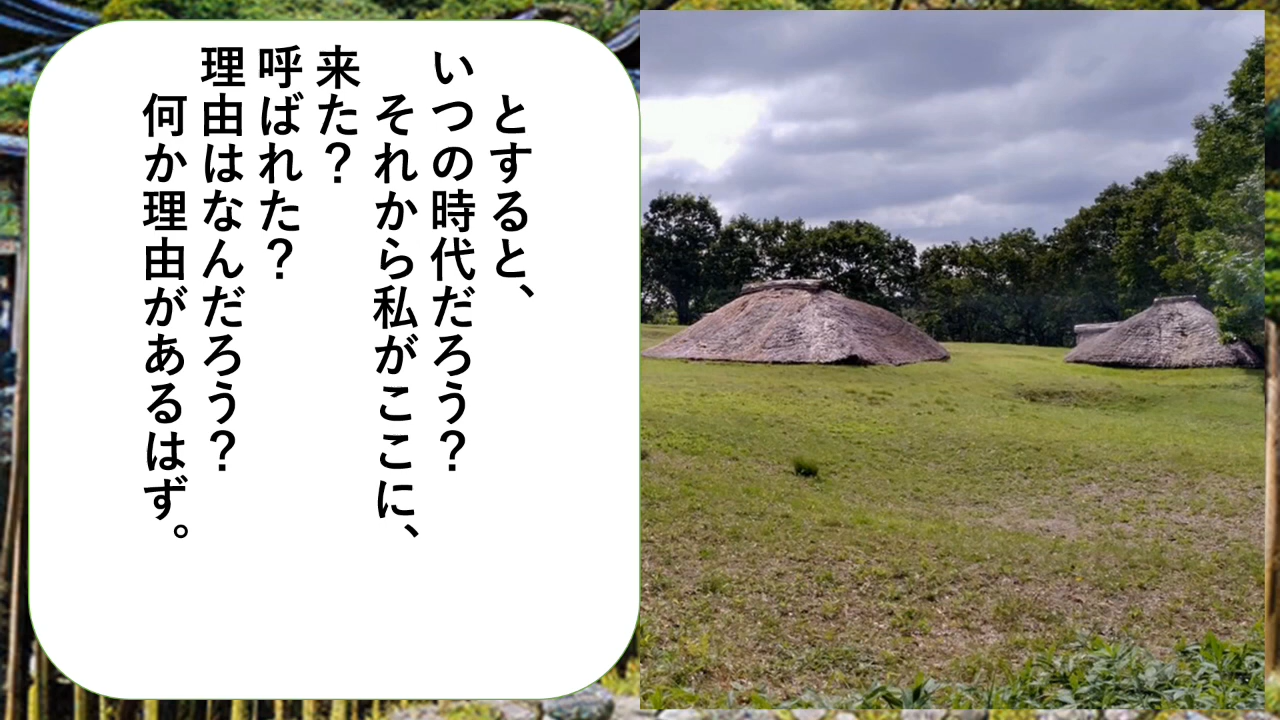 とすると、
いつの時代だろう？
それから私がここに、
来た？
呼ばれた？
理由はなんだろう？
何か理由があるはず。